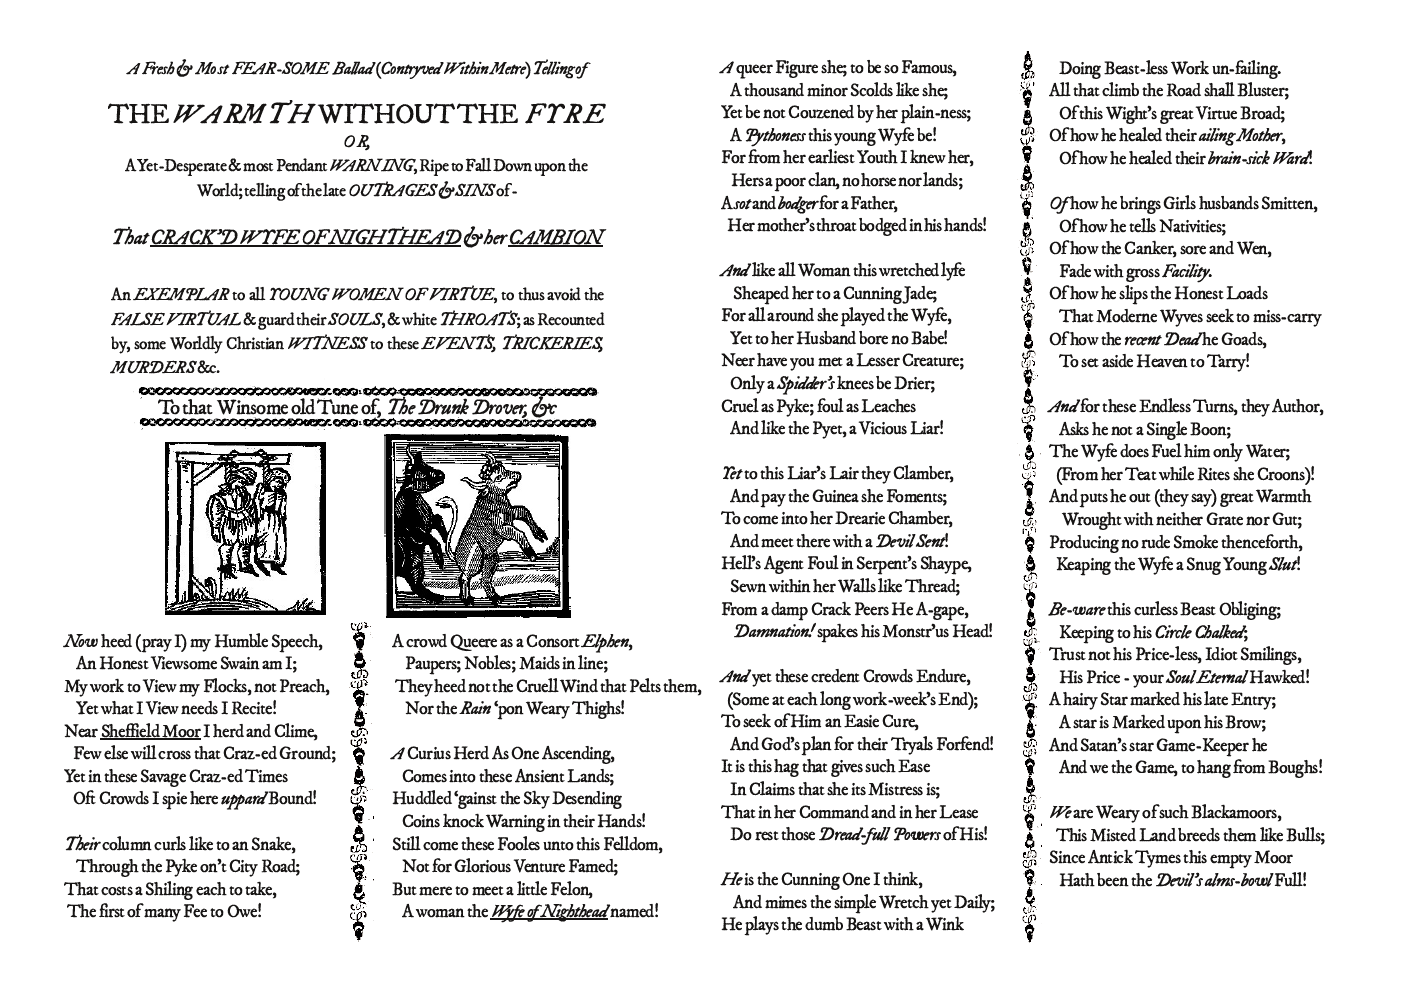 A Fresh & Most FEAR-SOME Ballad (Contryved Within Metre) Telling of
THE WARMTH WITHOUT THE FYRE
OR,
A Yet-Desperate & most Pendant WARNING, Ripe to Fall Down upon the
World; telling of the late OUTRAGES & SINS of -
That CRACK'D WYFE OF NIGHTHEAD & her CAMBION
An EXEMPLAR to all YOUNG WOMEN OF VIRTUE, to thus avoid the
FALSE VIRTUAL & guard their SOULS, & white THROATS; as Recounted
by, some Worldly Christian WITNESS to these EVENTS, TRICKERIES,
MURDERS &c.
To that Winsome old Tune of, The Drunk Drover, &c
Now heed (pray I) my Humble Speech,
An Honest Viewsome Swain am I;
My work to View my Flocks, not Preach,
Yet what I View needs I Recite!
Near Sheffield Moor I herd and Clime,
Few else will cross that Craz-ed Ground;
Yet in these Savage Craz-ed Times
Oft Crowds I spie here uppard Bound!
Their column curls like to an Snake,
Through the Pyke on't City Road;
That costs a Shiling each to take,
The first of many Fee to Owe!
A crowd Queere as a Consort Elphen,
Paupers; Nobles; Maids in line;
They heed not the Cruell Wind that Pelts them,
Nor the Rain 'pon Weary Thighs!
A Curius Herd As One Ascending,
Comes into these Ansient Lands;
Huddled 'gainst the Sky Desending
Coins knock Warning in their Hands!
Still come these Fooles unto this Felldom,
Not for Glorious Venture Famed;
But mere to meet a little Felon,
A woman the Wyfe of Nighthead named!
A queer Figure she; to be so Famous,
A thousand minor Scolds like she;
Yet be not Couzened by her plain-ness;
A Pythoness this young Wyfe be!
For from her earliest Youth I knew her,
Hers a poor clan, no horse nor lands;
A sot and bodger for a Father,
Her mother's throat bodged in his hands!
And like all Woman this wretched lyfe
Sheaped her to a Cunning Jade;
For all around she played the Wyfe,
Yet to her Husband bore no Babe!
Neer have you met a Lesser Creature;
Only a Spidder's knees be Drier;
Cruel as Pyke; foul as Leaches
And like the Pyet, a Vicious Liar!
Yet to this Liar's Lair they Clamber,
And pay the Guinea she Foments;
To come into her Drearie Chamber,
And meet there with a Devil Sent!
Hell's Agent Foul in Serpent's Shaype,
Sewn within her Walls like Thread;
From a damp Crack Peers He A-gape,
Damnation! spakes his Monstr'us Head!
And yet these credent Crowds Endure,
(Some at each long work-week's End);
To seek of Him an Easie Cure,
And God's plan for their Tryals Forfend!
It is this hag that gives such Ease
In Claims that she its Mistress is;
That in her Command and in her Lease
Do rest those Dread-full Powers of His!
He is the Cunning One I think,
And mimes the simple Wretch yet Daily;
He plays the dumb Beast with a Wink
Doing Beast-less Work un-failing.
All that climb the Road shall Bluster;
Of this Wight's great Virtue Broad;
Of how he healed their ailing Mother,
Of how he healed their brain-sick Ward!
Of how he brings Girls husbands Smitten,
Of how he tells Nativities;
Of how the Canker, sore and Wen,
Fade with gross Facility.
Of how he slips the Honest Loads
That Moderne Wyves seek to miss-carry
Of how the recent Dead he Goads,
To set aside Heaven to Tarry!
And for these Endless Turns, they Author,
Asks he not a Single Boon;
The Wyfe does Fuel him only Water;
(From her Teat while Rites she Croons)!
And puts he out (they say) great Warmth
Wrought with neither Grate nor Gut;
Producing no rude Smoke thenceforth,
Keaping the Wyfe a Snug Young Slut!
Be-ware this curless Beast Obliging;
Keeping to his Circle Chalked;
Trust not his Price-less, Idiot Smilings,
His Price - your Soul Eternal Hawked!
A hairy Star marked his late Entry;
A star is Marked upon his Brow;
And Satan's star Game-Keeper he
And we the Game, to hang from Boughs!
We are Weary of such Blackamoors,
This Misted Land breeds them like Bulls;
Since Antick Tymes this empty Moor
Hath been the Devil's alms-bowl Full!